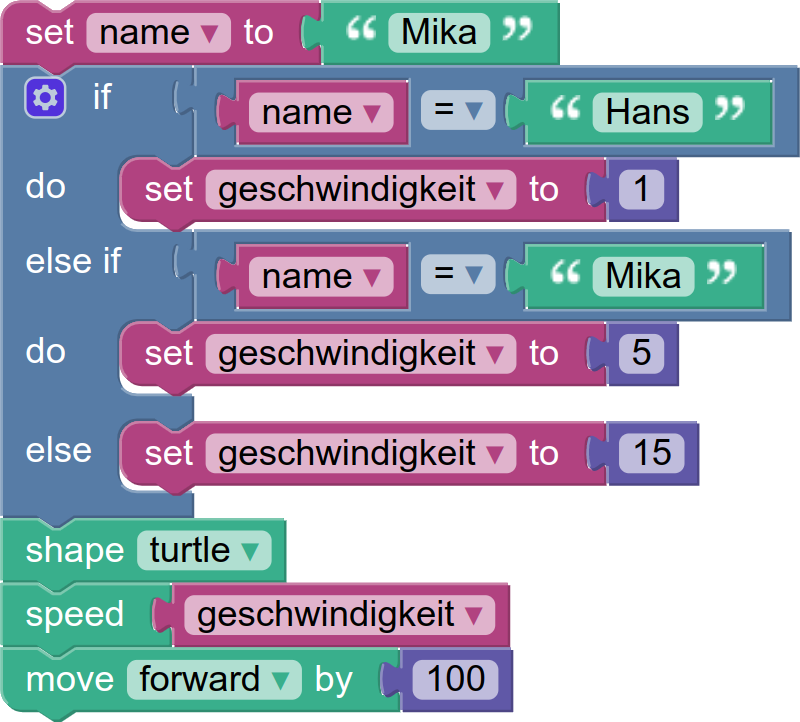 set name ▾ to “ Mika ”
if name ▾ = ▾ “ Hans ”
do set geschwindigkeit ▾ to 1
else if name ▾ = ▾ “ Mika ”
do set geschwindigkeit ▾ to 5
else set geschwindigkeit ▾ to 15
shape turtle ▾
speed geschwindigkeit ▾
move forward ▾ by 100